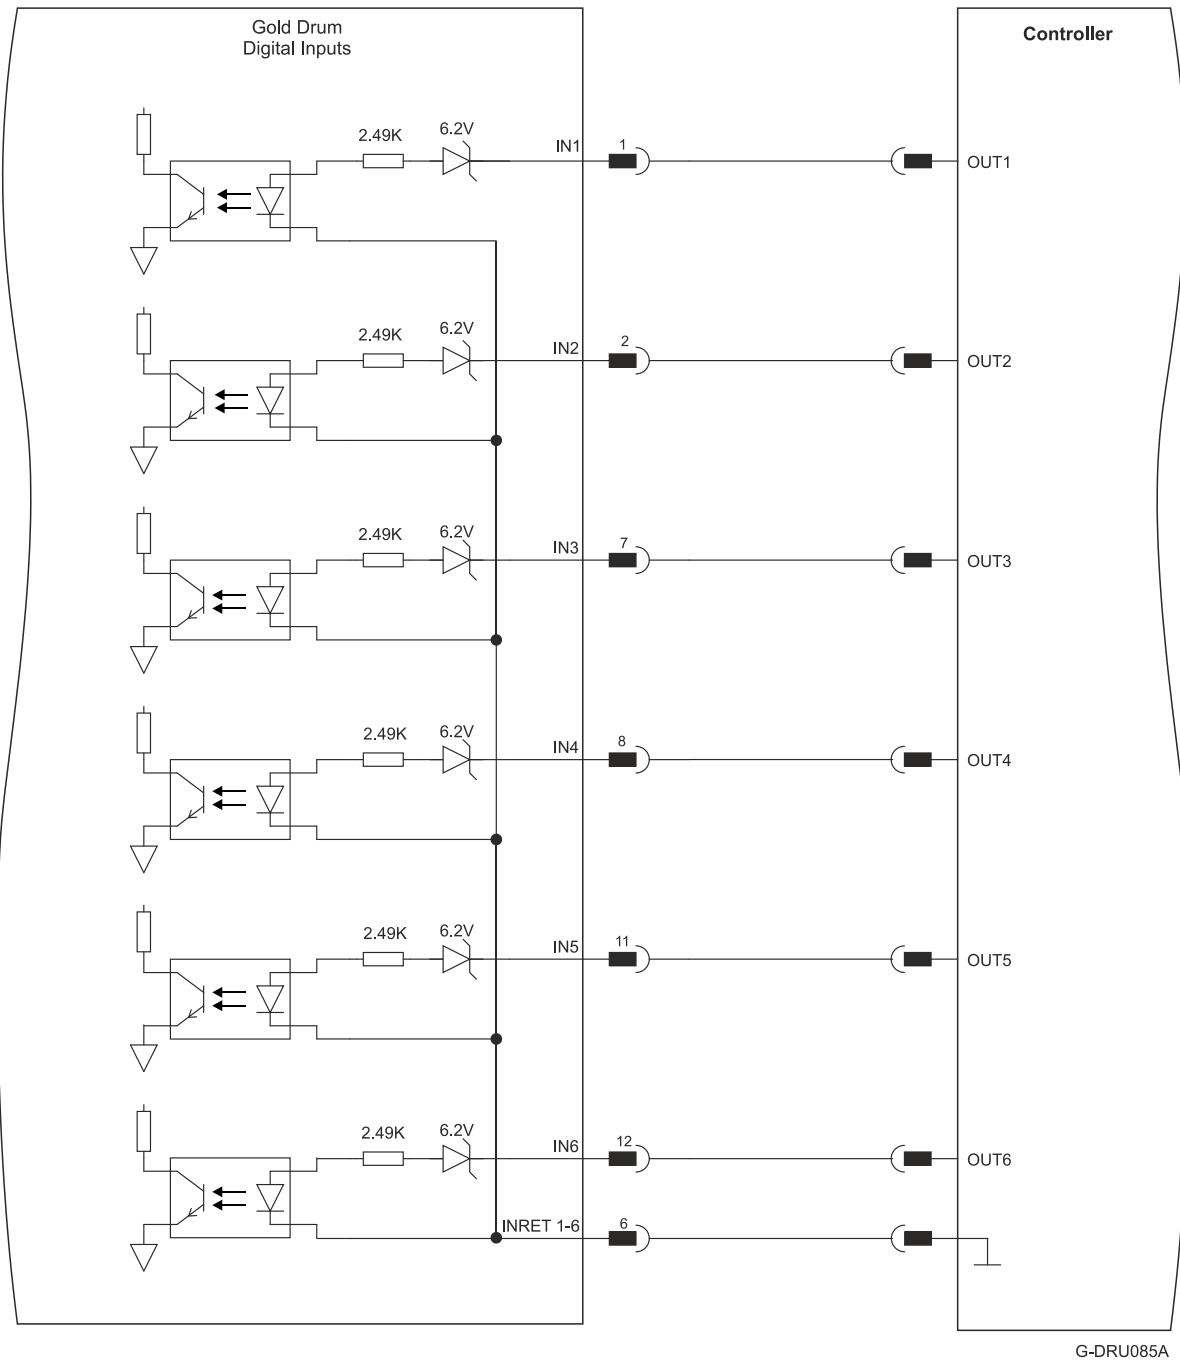 Gold Drum
Digital Inputs
Controller
2.49K 6.2V IN1 1 OUT1
2.49K 6.2V IN2 2 OUT2
2.49K 6.2V IN3 7 OUT3
2.49K 6.2V IN4 8 OUT4
2.49K 6.2V IN5 11 OUT5
2.49K 6.2V IN6 12 OUT6
INRET 1-6 6
G-DRU085A